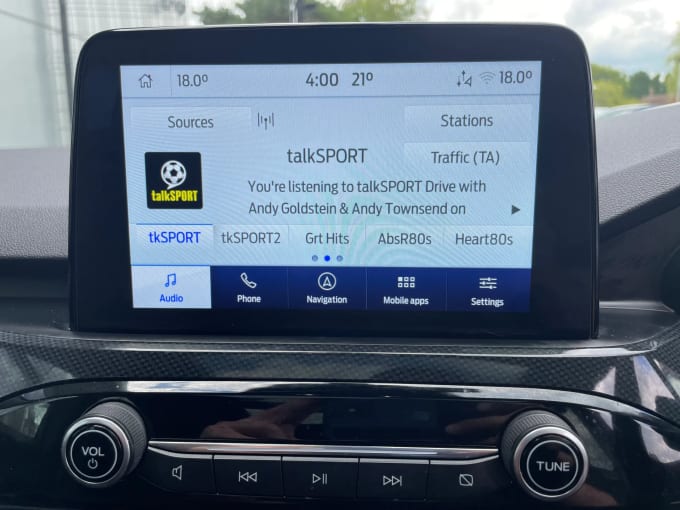 18.0° 4:00 21° 18.0°
Sources Stations
talkSPORT Traffic (TA)
talkSPORT
You're listening to talkSPORT Drive with
Andy Goldstein & Andy Townsend on
tkSPORT tkSPORT2 Grt Hits AbsR80s Heart80s
Audio Phone Navigation Mobile apps Settings
VOL TUNE